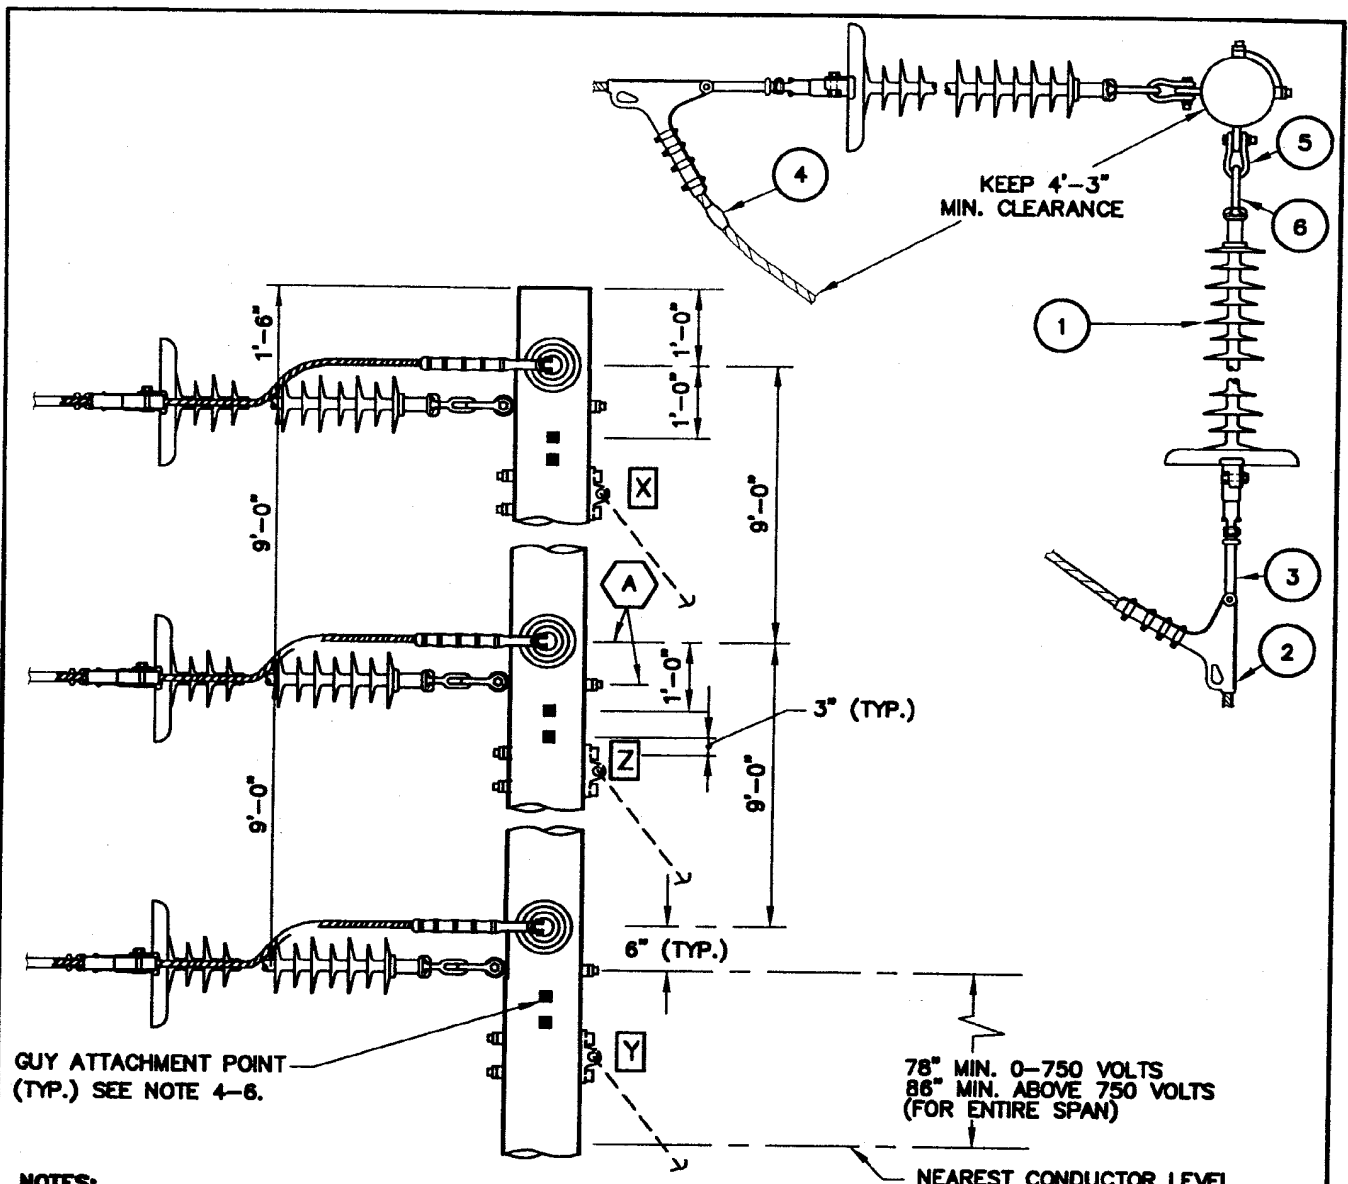 5
4
KEEP 4'-3"
MIN. CLEARANCE
6
1
1'-6"
1'-0"
1'-0"
X
9'-0"
9'-0"
A
3
2
1'-0"
3" (TYP.)
Z
9'-0"
9'-0"
6" (TYP.)
Y
GUY ATTACHMENT POINT
(TYP.) SEE NOTE 4-6.
78" MIN. 0-750 VOLTS
86" MIN. ABOVE 750 VOLTS
(FOR ENTIRE SPAN)
NOTES:
NEAREST CONDUCTOR LEVEL